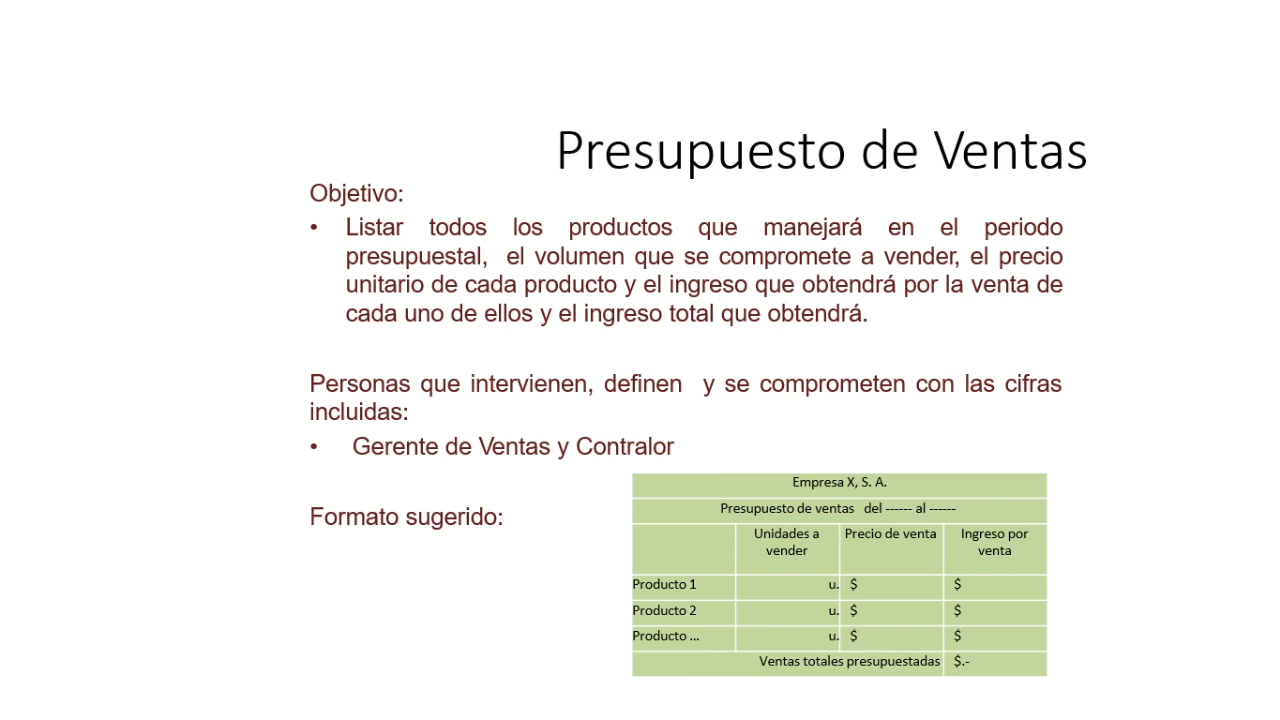 Presupuesto de Ventas
Objetivo:
• Listar todos los productos que manejará en el periodo
presupuestal, el volumen que se compromete a vender, el precio
unitario de cada producto y el ingreso que obtendrá por la venta de
cada uno de ellos y el ingreso total que obtendrá.
Personas que intervienen, definen y se comprometen con las cifras
incluidas:
• Gerente de Ventas y Contralor
Formato sugerido:
Empresa X, S. A.
Presupuesto de ventas del ------ al ------
Unidades a vender Precio de venta Ingreso por venta
Producto 1 u. $ $
Producto 2 u. $ $
Producto ... u. $ $
Ventas totales presupuestadas $.-